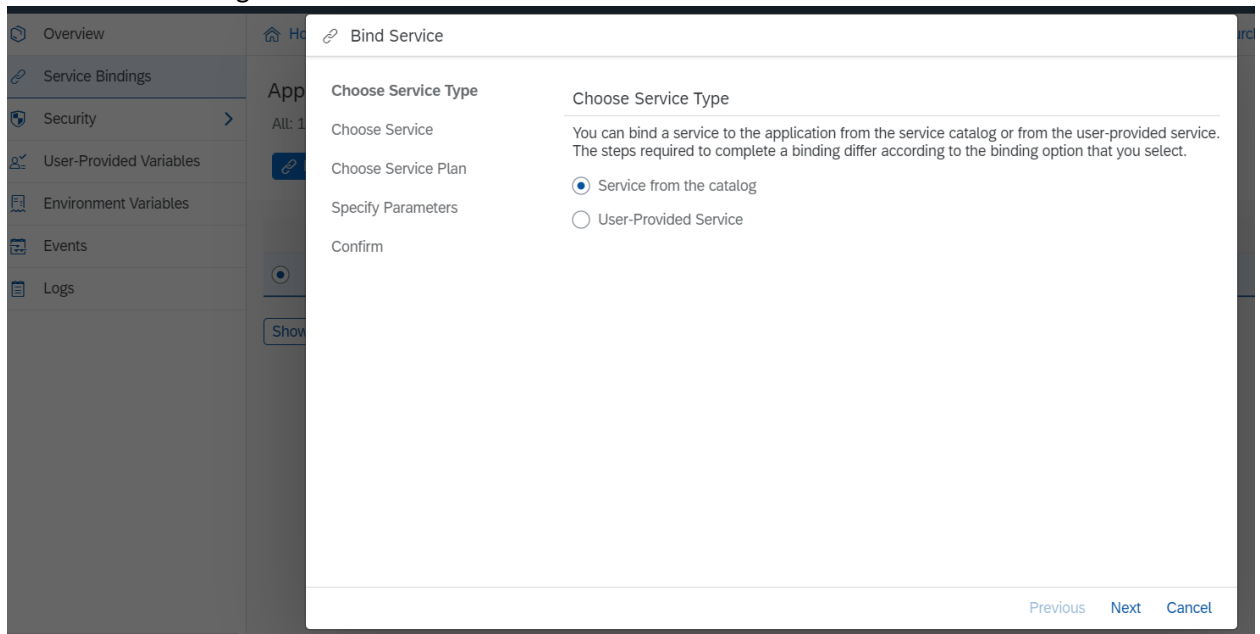 Overview
Service Bindings
Security
User-Provided Variables
Environment Variables
Events
Logs
All: 1
Bind Service
Choose Service Type
Choose Service
Choose Service Plan
Specify Parameters
Confirm
Choose Service Type
You can bind a service to the application from the service catalog or from the user-provided service.
The steps required to complete a binding differ according to the binding option that you select.
Service from the catalog
User-Provided Service
Previous Next Cancel